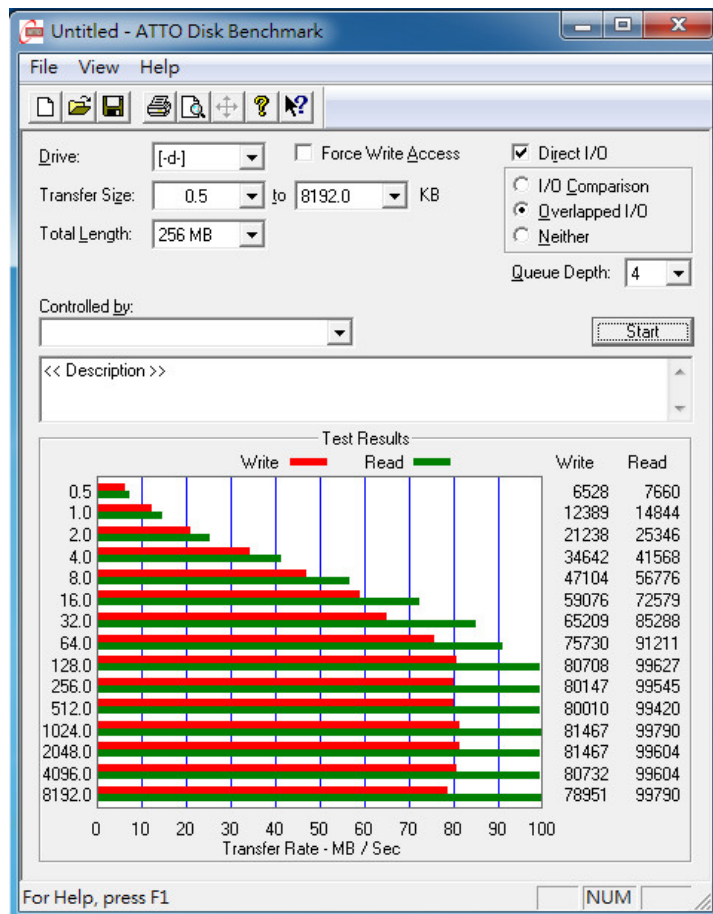 Untitled - ATTO Disk Benchmark
File View Help
Drive: [-d-] Force Write Access Direct I/O
Transfer Size: 0.5 to 8192.0 KB I/O Comparison
Overlapped I/O
Total Length: 256 MB Neither
Queue Depth: 4
Controlled by:
Start
<< Description >>
Test Results
Write Read Write Read
0.5 6528 7660
1.0 12389 14844
2.0 21238 25346
4.0 34642 41568
8.0 47104 56776
16.0 59076 72579
32.0 65209 85288
64.0 75730 91211
128.0 80708 99627
256.0 80147 99545
512.0 80010 99420
1024.0 81467 99790
2048.0 81467 99604
4096.0 80732 99604
8192.0 78951 99790
0 10 20 30 40 50 60 70 80 90 100
Transfer Rate - MB / Sec
For Help, press F1 NUM